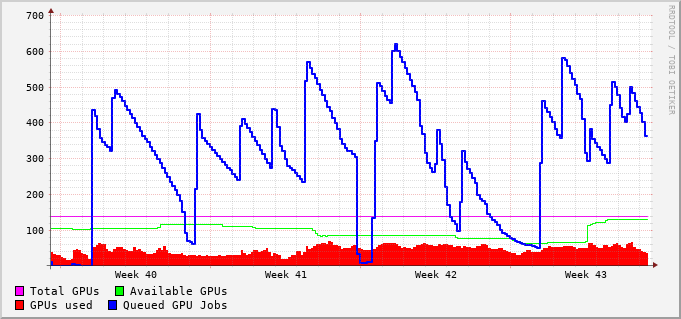 700
600
500
400
300
200
100
Week 40 Week 41 Week 42 Week 43
Total GPUs Available GPUs
GPUs used Queued GPU Jobs
RRDTOOL / TOBI OETIKER